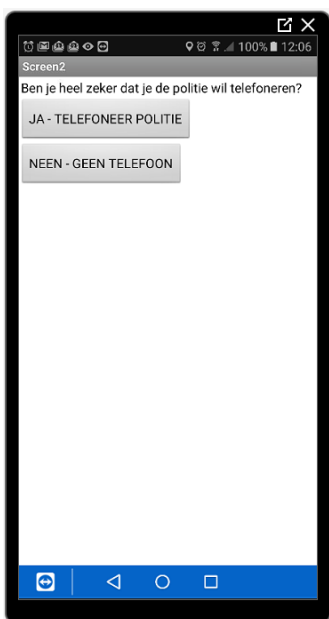 100% 12:06
Screen2
Ben je heel zeker dat je de politie wil telefoneren?
JA - TELEFONEER POLITIE
NEEN - GEEN TELEFOON